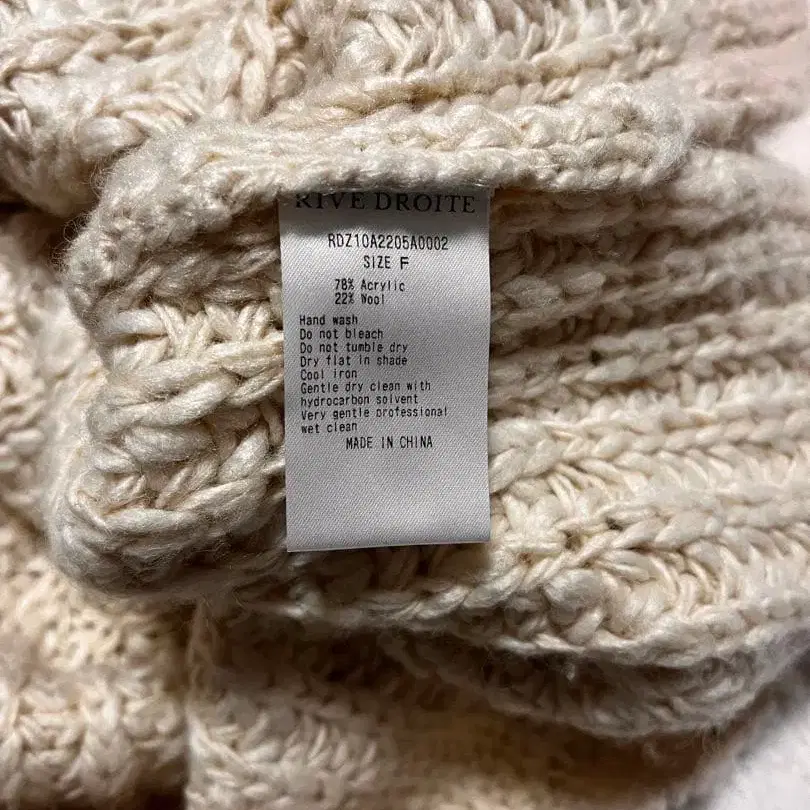 RIVE DROITE
RDZ10A2205A0002
SIZE F
78% Acrylic
22% Wool
Hand wash
Do not bleach
Do not tumble dry
Dry flat in shade
Cool iron
Gentle dry clean with
hydrocarbon solvent
Very gentle professional
wet clean
MADE IN CHINA